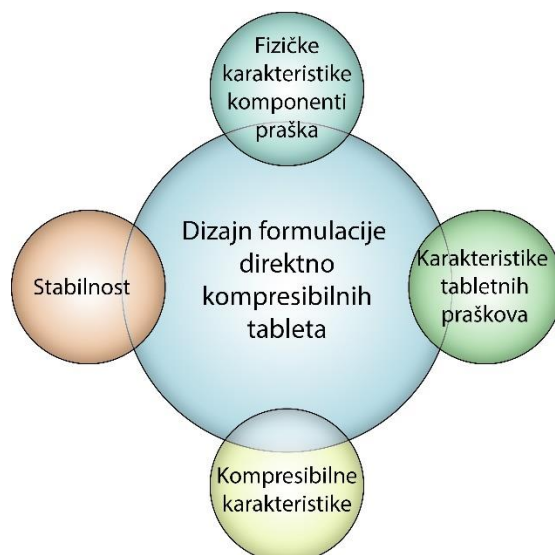 Fizičke
karakteristike
komponenti
praška
Dizajn formulacije
direktno
kompresibilnih
tableta
Stabilnost
Karakteristike
tabletnih
praškova
Kompresibilne
karakteristike